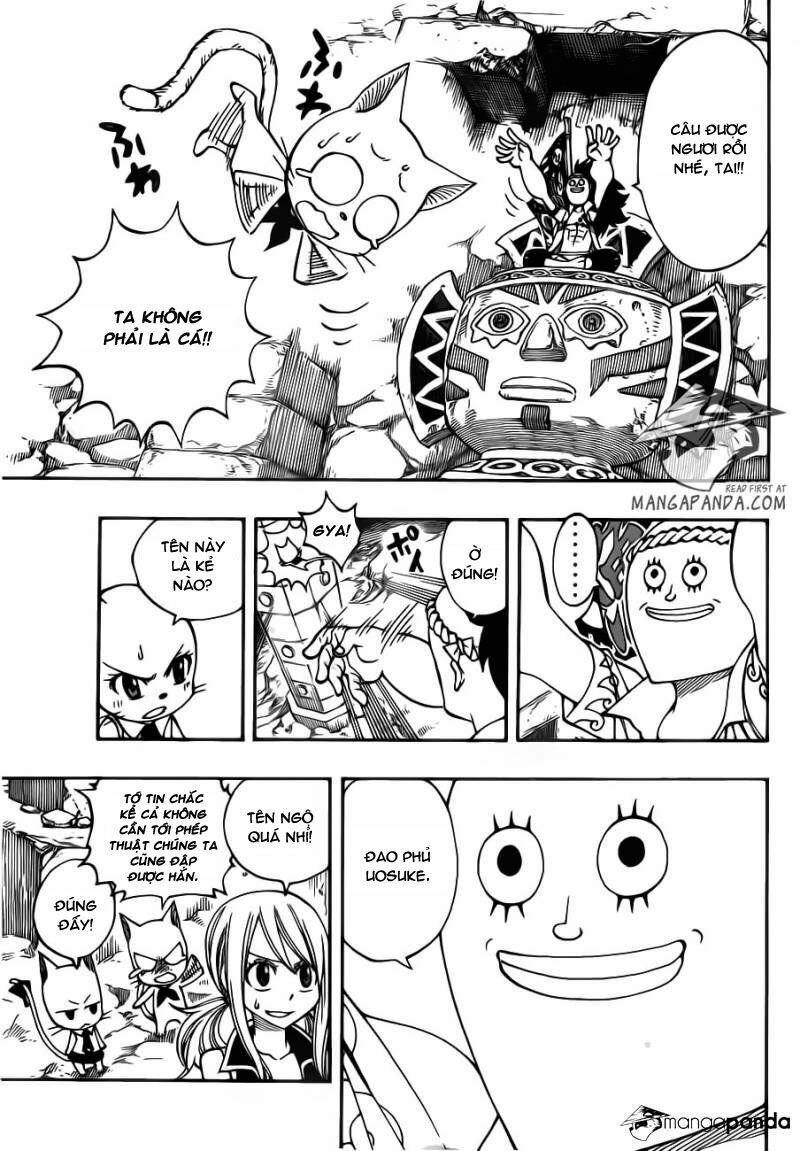 CÂU ĐƯỢC
NGƯƠI RỒI
NHÉ, TAI!!
ふわ
ふわ
TA KHÔNG
PHẢI LÀ CÁ!!
READ FIRST AT
MANGAPANDA.COM
......
Ờ
ĐÚNG!
ポイ
GYA!
TÊN NÀY
LÀ KẺ
NÀO?
ĐAO PHỦ
UOSUKE.
TÊN NGỘ
QUÁ NHỈ!
TỚ TIN CHẮC
KỂ CẢ KHÔNG
CẦN TỚI PHÉP
THUẬT CHÚNG TA
CŨNG ĐẬP
ĐƯỢC HẮN.
ĐÚNG
ĐẤY!
mangapanda